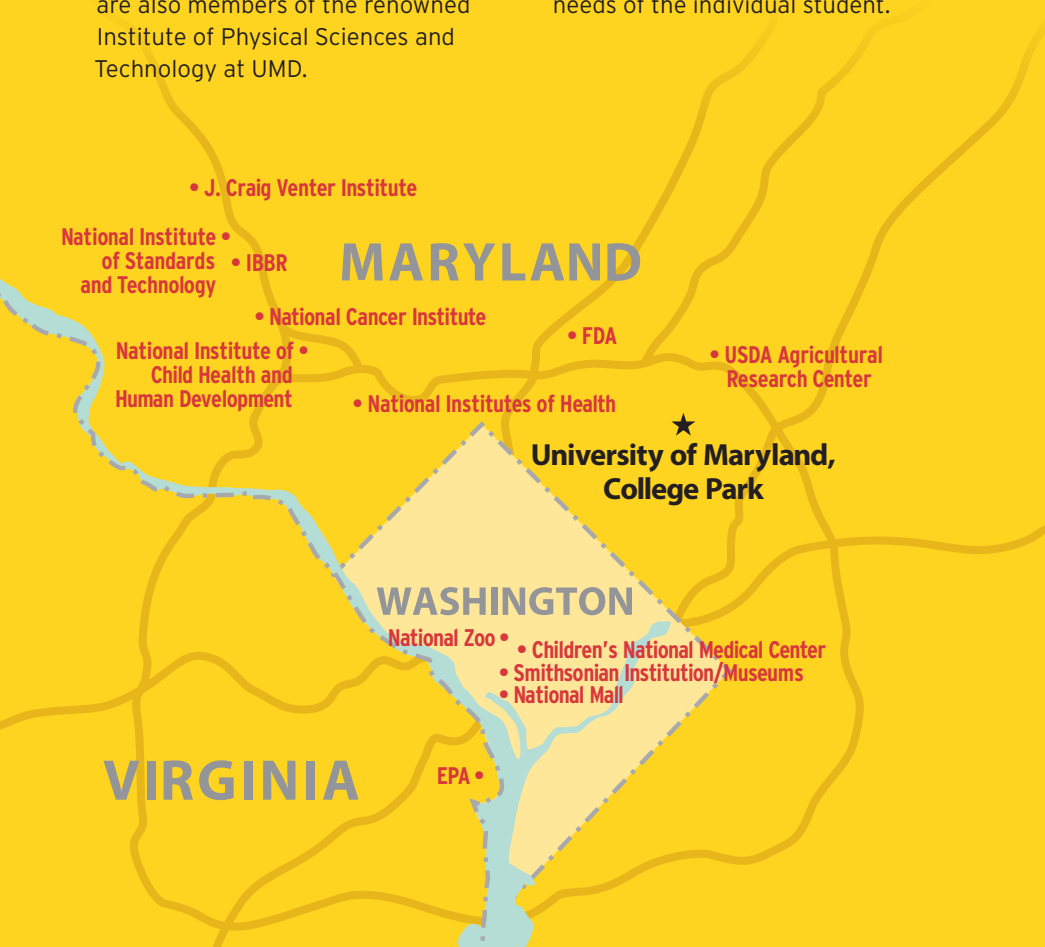 are also members of the renowned
Institute of Physical Sciences and
Technology at UMD.
needs of the individual student.
• J. Craig Venter Institute
National Institute •
of Standards
and Technology
• IBBR
MARYLAND
• National Cancer Institute
• FDA
National Institute of •
Child Health and
Human Development
• USDA Agricultural
Research Center
• National Institutes of Health
★
University of Maryland,
College Park
WASHINGTON
National Zoo •
• Children's National Medical Center
• Smithsonian Institution/Museums
• National Mall
VIRGINIA
EPA •